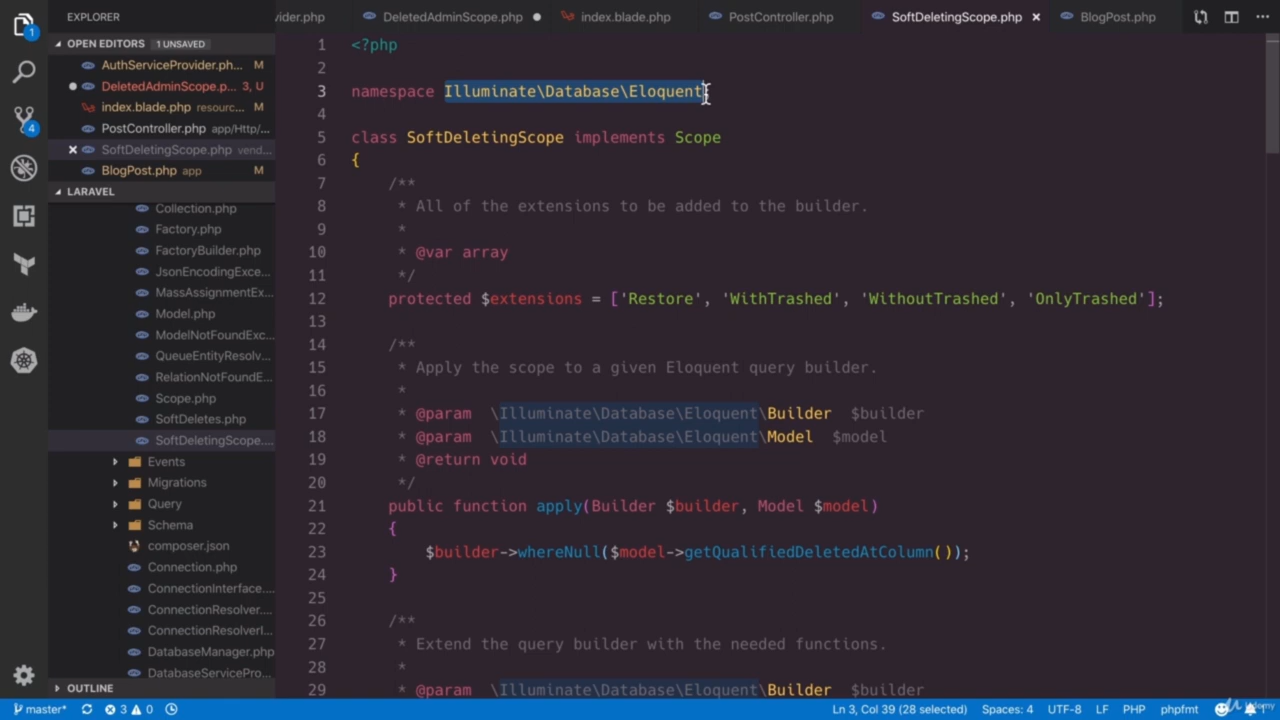 EXPLORER
vider.php
DeletedAdminScope.php
index.blade.php
PostController.php
SoftDeletingScope.php
BlogPost.php
OPEN EDITORS 1 UNSAVED
AuthServiceProvider.ph... M
DeletedAdminScope.p... 3, U
index.blade.php resourc... M
PostController.php app/Http/...
SoftDeletingScope.php vend...
BlogPost.php app M
LARAVEL
Collection.php
Factory.php
FactoryBuilder.php
JsonEncodingExce...
MassAssignmentEx...
Model.php
ModelNotFoundExc...
QueueEntityResolv...
RelationNotFoundE...
Scope.php
SoftDeletes.php
SoftDeletingScope....
Events
Migrations
Query
Schema
composer.json
Connection.php
ConnectionInterface....
ConnectionResolver....
ConnectionResolverI...
DatabaseManager.php
DatabaseServicePro...
OUTLINE
1 <?php
2
3 namespace Illuminate\Database\Eloquent;
4
5 class SoftDeletingScope implements Scope
6 {
7 /**
8 * All of the extensions to be added to the builder.
9 *
10 * @var array
11 */
12 protected $extensions = ['Restore', 'WithTrashed', 'WithoutTrashed', 'OnlyTrashed'];
13
14 /**
15 * Apply the scope to a given Eloquent query builder.
16 *
17 * @param \Illuminate\Database\Eloquent\Builder $builder
18 * @param \Illuminate\Database\Eloquent\Model $model
19 * @return void
20 */
21 public function apply(Builder $builder, Model $model)
22 {
23 $builder->whereNull($model->getQualifiedDeletedAtColumn());
24 }
25
26 /**
27 * Extend the query builder with the needed functions.
28 *
29 * @param \Illuminate\Database\Eloquent\Builder $builder
1
4
master* 3 0 Ln 3, Col 39 (28 selected) Spaces: 4 UTF-8 LF PHP phpfmt 1
Udemy